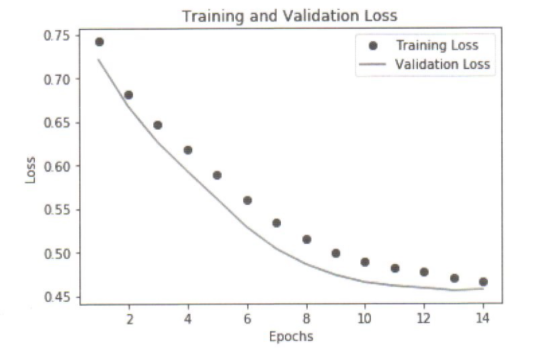 Training and Validation Loss
Training Loss
Validation Loss
0.75
0.70
0.65
0.60
0.55
0.50
0.45
Loss
2 4 6 8 10 12 14
Epochs